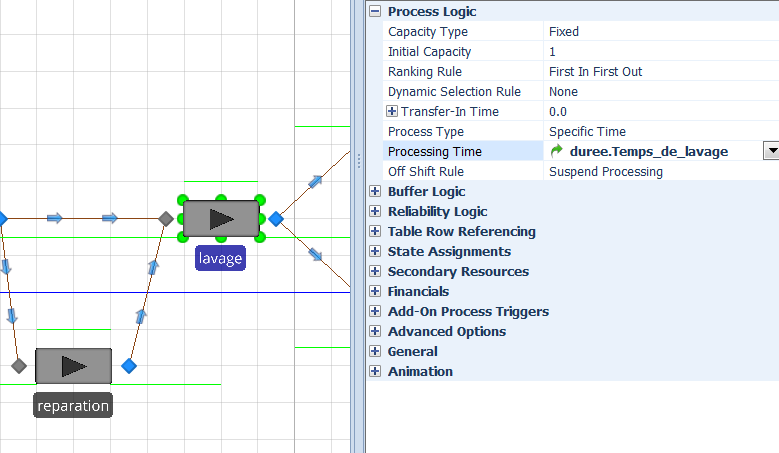 Process Logic
Capacity Type Fixed
Initial Capacity 1
Ranking Rule First In First Out
Dynamic Selection Rule None
Transfer-In Time 0.0
Process Type Specific Time
Processing Time duree.Temps_de_lavage
Off Shift Rule Suspend Processing
Buffer Logic
Reliability Logic
Table Row Referencing
State Assignments
Secondary Resources
Financials
Add-On Process Triggers
Advanced Options
General
Animation
lavage
reparation